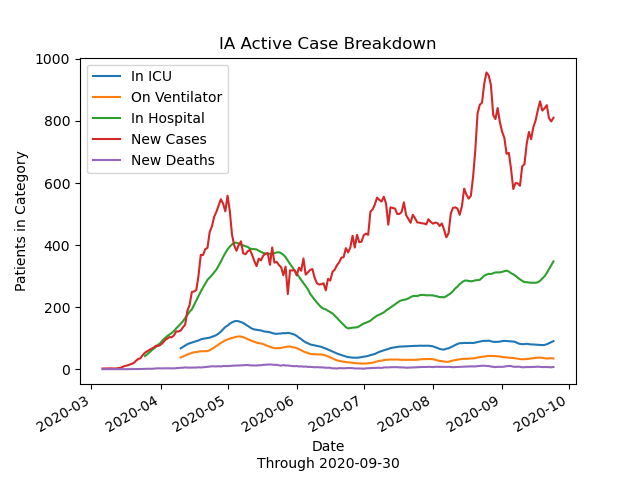 IA Active Case Breakdown
1000
800
600
400
200
0
Patients in Category
In ICU
On Ventilator
In Hospital
New Cases
New Deaths
2020-03
2020-04
2020-05
2020-06
2020-07
2020-08
2020-09
2020-10
Date
Through 2020-09-30